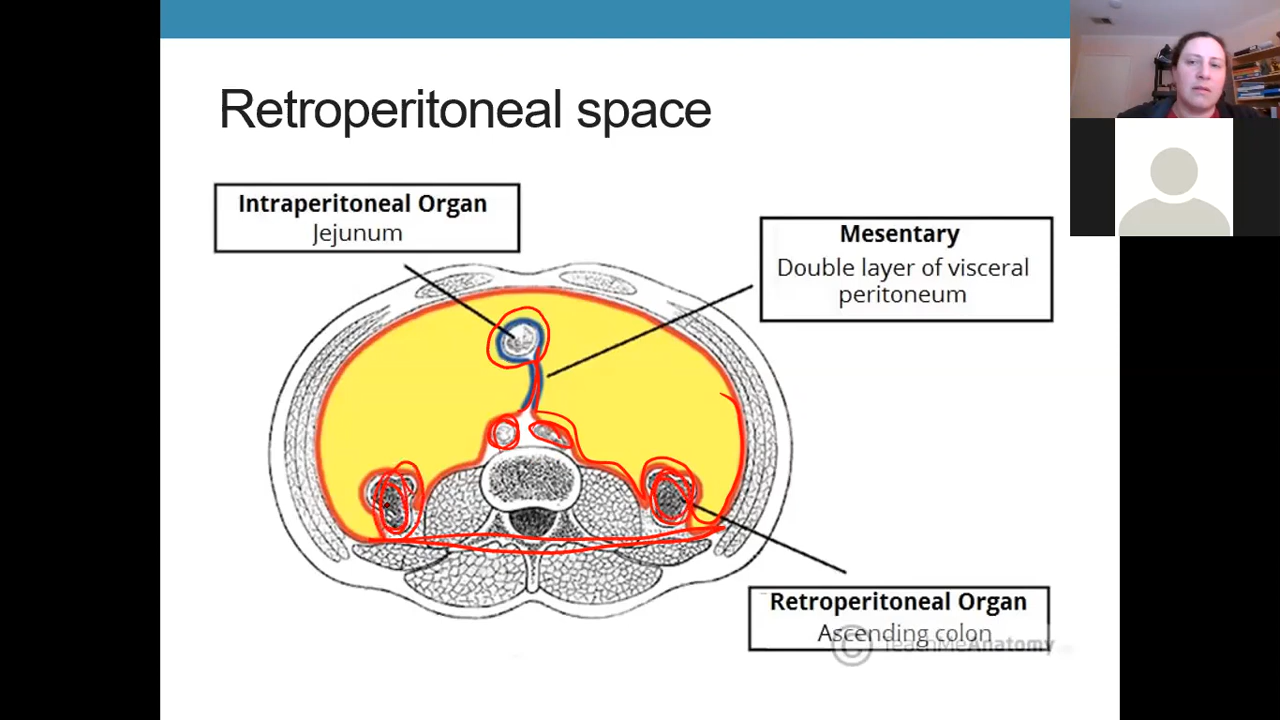 Retroperitoneal space
Intraperitoneal Organ
Jejunum
Mesentary
Double layer of visceral
peritoneum
Retroperitoneal Organ
Ascending colon
© TeachMeAnatomy